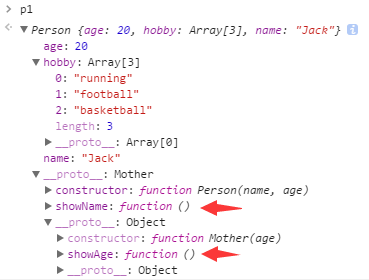 > p1
Person {age: 20, hobby: Array[3], name: "Jack"}
age: 20
hobby: Array[3]
0: "running"
1: "football"
2: "basketball"
length: 3
__proto__: Array[0]
name: "Jack"
__proto__: Mother
constructor: function Person(name, age)
showName: function ()
__proto__: Object
constructor: function Mother(age)
showAge: function ()
__proto__: Object